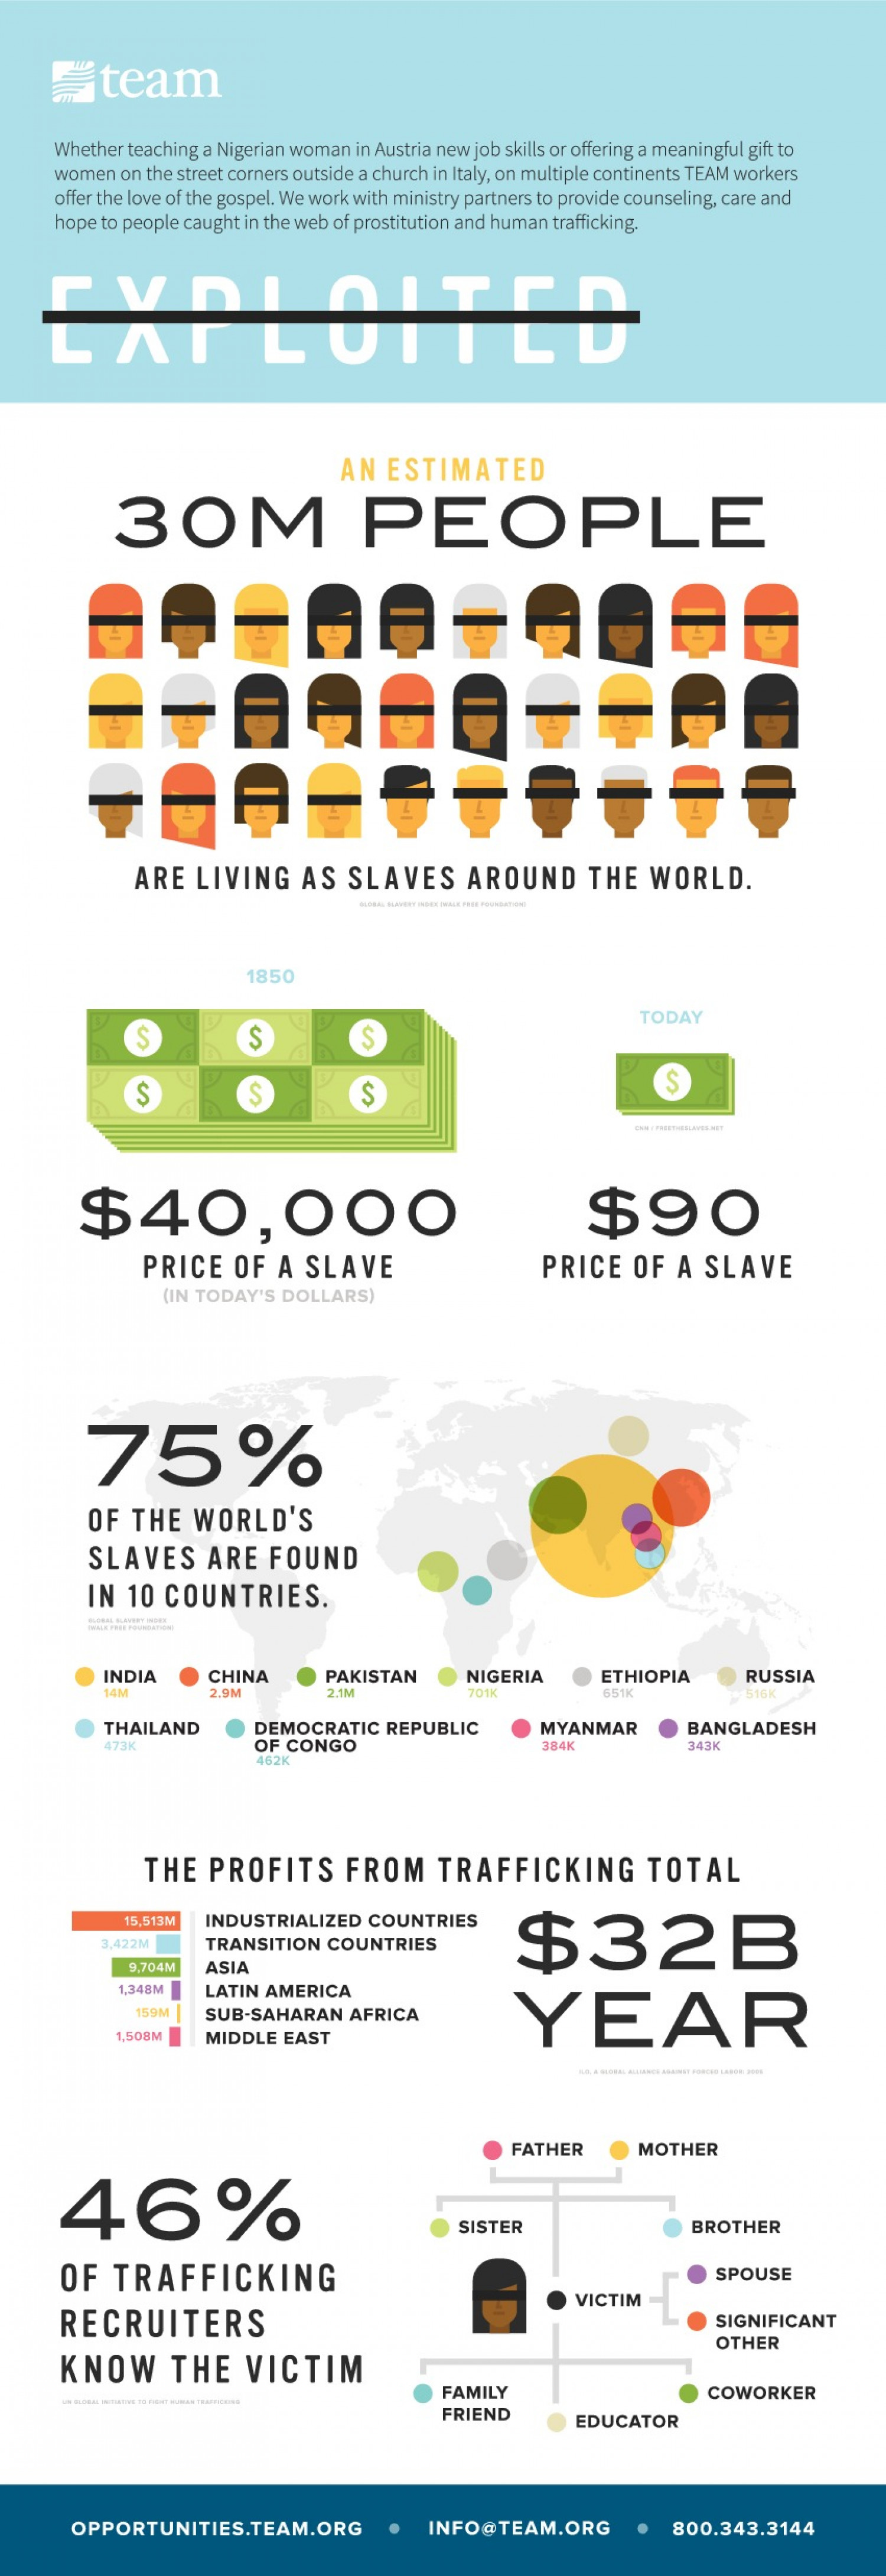 team
Whether teaching a Nigerian woman in Austria new job skills or offering a meaningful gift to
women on the street corners outside a church in Italy, on multiple continents TEAM workers
offer the love of the gospel. We work with ministry partners to provide counseling, care and
hope to people caught in the web of prostitution and human trafficking.
EXPLOITED
AN ESTIMATED
30M PEOPLE
ARE LIVING AS SLAVES AROUND THE WORLD.
GLOBAL SLAVERY INDEX (WALK FREE FOUNDATION)
1850
$ $ $
$ $ $
$40,000
PRICE OF A SLAVE
(IN TODAY'S DOLLARS)
TODAY
$
CNN / FREETHESLAVES.NET
$90
PRICE OF A SLAVE
75%
OF THE WORLD'S
SLAVES ARE FOUND
IN 10 COUNTRIES.
GLOBAL SLAVERY INDEX
(WALK FREE FOUNDATION)
INDIA
14M
CHINA
2.9M
PAKISTAN
2.1M
NIGERIA
701K
ETHIOPIA
651K
RUSSIA
516K
THAILAND
473K
DEMOCRATIC REPUBLIC
OF CONGO
462K
MYANMAR
384K
BANGLADESH
343K
THE PROFITS FROM TRAFFICKING TOTAL
15,513M INDUSTRIALIZED COUNTRIES
3,422M TRANSITION COUNTRIES
9,704M ASIA
1,348M LATIN AMERICA
159M SUB-SAHARAN AFRICA
1,508M MIDDLE EAST
$32B
YEAR
ILO, A GLOBAL ALLIANCE AGAINST FORCED LABOR: 2005
46%
OF TRAFFICKING
RECRUITERS
KNOW THE VICTIM
UN GLOBAL INITIATIVE TO FIGHT HUMAN TRAFFICKING
FATHER
MOTHER
SISTER
BROTHER
SPOUSE
VICTIM
SIGNIFICANT
OTHER
FAMILY
FRIEND
COWORKER
EDUCATOR
OPPORTUNITIES.TEAM.ORG • INFO@TEAM.ORG • 800.343.3144